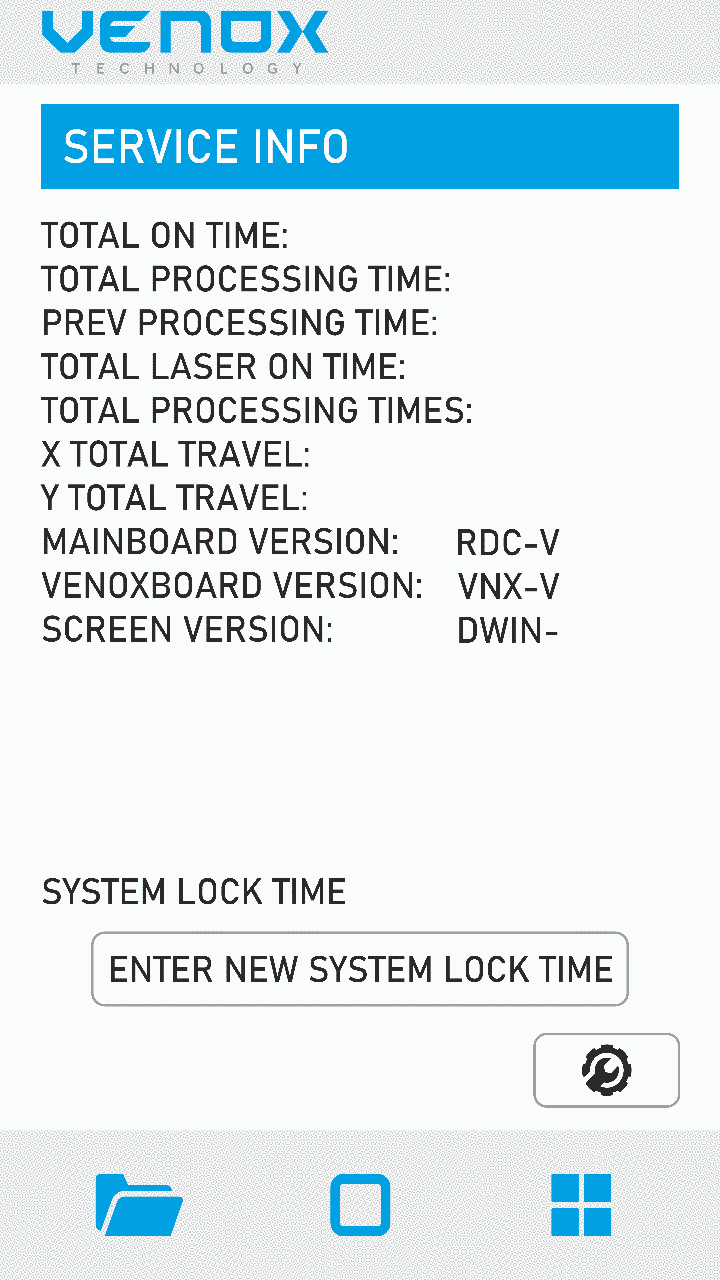 VENOX
TECHNOLOGY
SERVICE INFO
TOTAL ON TIME:
TOTAL PROCESSING TIME:
PREV PROCESSING TIME:
TOTAL LASER ON TIME:
TOTAL PROCESSING TIMES:
X TOTAL TRAVEL:
Y TOTAL TRAVEL:
MAINBOARD VERSION: RDC-V
VENOXBOARD VERSION: VNX-V
SCREEN VERSION: DWIN-
SYSTEM LOCK TIME
ENTER NEW SYSTEM LOCK TIME